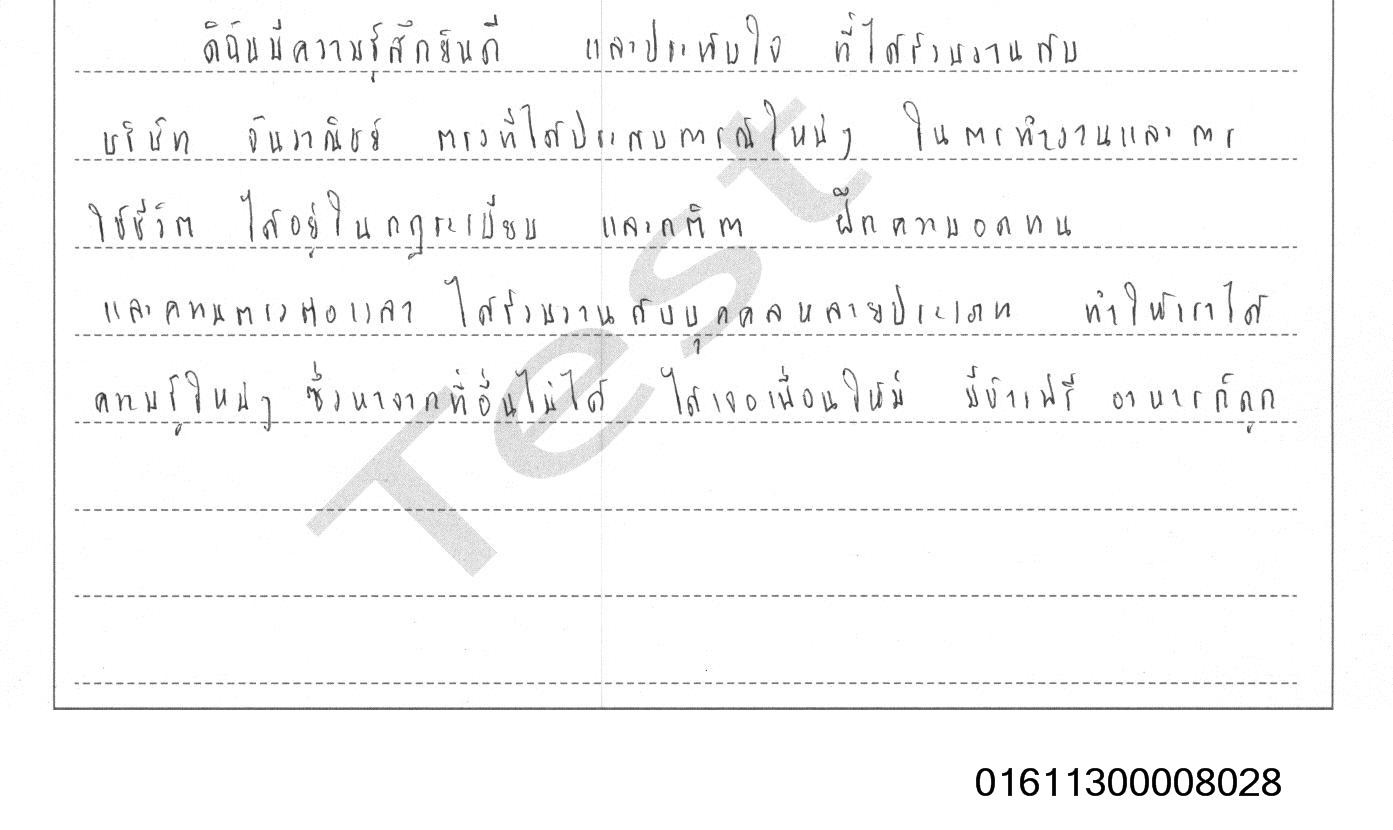 ดิฉันมีความรู้สึกยินดี และประทับใจ ที่ได้ร่วมงานกับ
บริษัท จันวาณิชย์ ตรงที่ได้ประสบการณ์ใหม่ๆ ในการทำงานและการ
ใช้ชีวิต ได้อยู่ในกฎระเบียบ และกติกา ฝึกความอดทน
และตรงต่อเวลา ได้ร่วมงานกับบุคคลหลายประเภท ทำให้เราได้
ความรู้ใหม่ๆ ซึ่งหาจากที่อื่นไม่ได้ ได้เจอเพื่อนใหม่ มีข้าวฟรี อาหารก็ถูก
Test
01611300008028